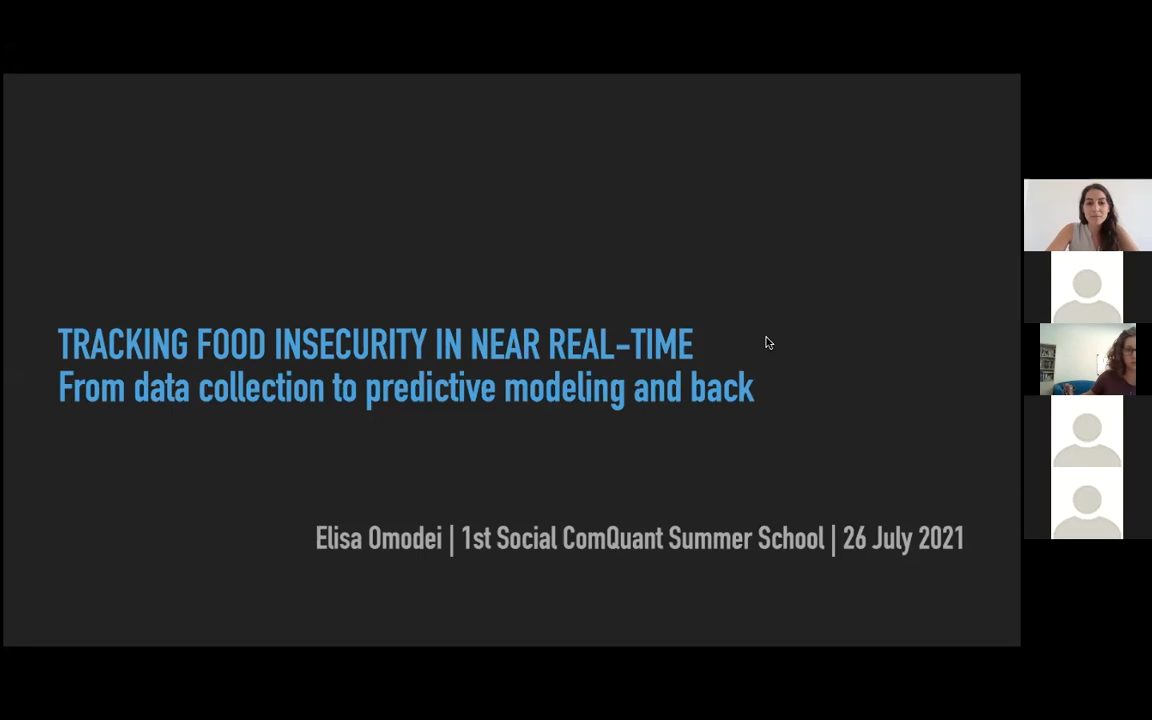 TRACKING FOOD INSECURITY IN NEAR REAL-TIME
From data collection to predictive modeling and back
Elisa Omodei | 1st Social ComQuant Summer School | 26 July 2021